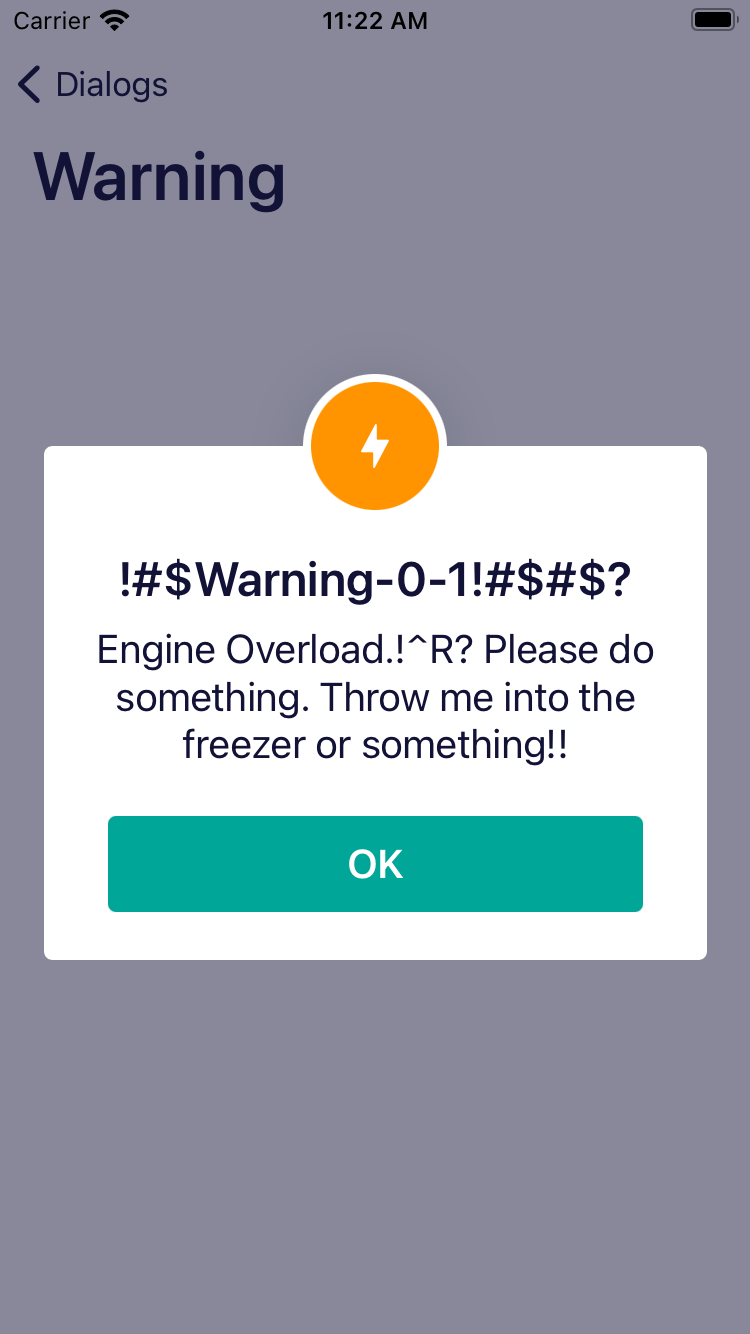 Carrier 11:22 AM
Dialogs
Warning
!#$Warning-0-1!#$#$?
Engine Overload.!^R? Please do
something. Throw me into the
freezer or something!!
OK